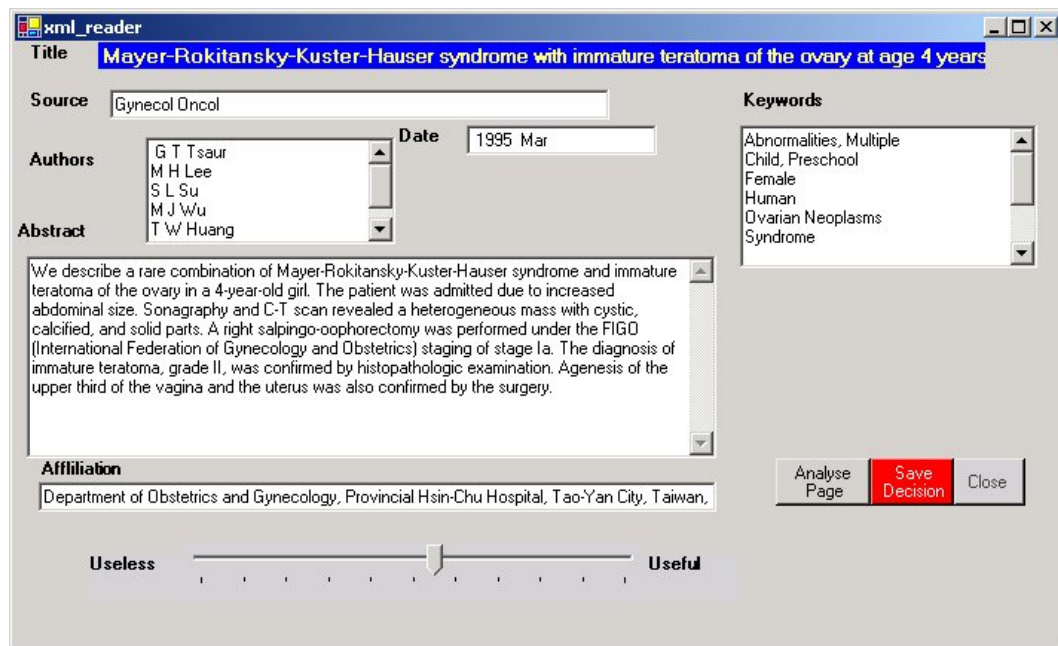 xml_reader
Title
Mayer-Rokitansky-Kuster-Hauser syndrome with immature teratoma of the ovary at age 4 years
Source
Gynecol Oncol
Keywords
Date
1995 Mar
Authors
G T Tsaur
M H Lee
S L Su
M J Wu
T W Huang
Abnormalities, Multiple
Child, Preschool
Female
Human
Ovarian Neoplasms
Syndrome
Abstract
We describe a rare combination of Mayer-Rokitansky-Kuster-Hauser syndrome and immature
teratoma of the ovary in a 4-year-old girl. The patient was admitted due to increased
abdominal size. Sonagraphy and C-T scan revealed a heterogeneous mass with cystic,
calcified, and solid parts. A right salpingo-oophorectomy was performed under the FIGO
(International Federation of Gynecology and Obstetrics) staging of stage Ia. The diagnosis of
immature teratoma, grade II, was confirmed by histopathologic examination. Agenesis of the
upper third of the vagina and the uterus was also confirmed by the surgery.
Affliliation
Department of Obstetrics and Gynecology, Provincial Hsin-Chu Hospital, Tao-Yan City, Taiwan,
Analyse
Page
Save
Decision
Close
Useless
Useful